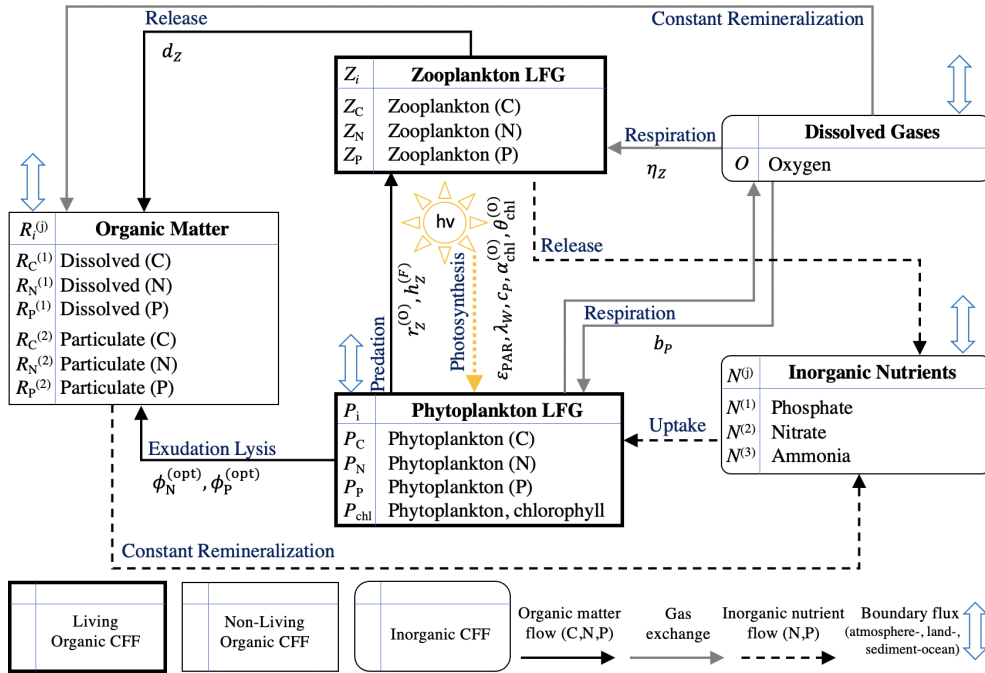 Release
Constant Remineralization
d_Z
Z_i Zooplankton LFG
Z_C Zooplankton (C)
Z_N Zooplankton (N)
Z_P Zooplankton (P)
Respiration
η_Z
Dissolved Gases
O Oxygen
R_i^(j) Organic Matter
R_C^(1) Dissolved (C)
R_N^(1) Dissolved (N)
R_P^(1) Dissolved (P)
R_C^(2) Particulate (C)
R_N^(2) Particulate (N)
R_P^(2) Particulate (P)
hν
Predation
r_Z^(O), h_Z^(F)
Photosynthesis
ε_PAR, λ_W, c_P, α_chl^(O), θ_chl^(O)
Release
Respiration
b_P
N^(j) Inorganic Nutrients
N^(1) Phosphate
N^(2) Nitrate
N^(3) Ammonia
Uptake
P_i Phytoplankton LFG
P_C Phytoplankton (C)
P_N Phytoplankton (N)
P_P Phytoplankton (P)
P_chl Phytoplankton, chlorophyll
Exudation Lysis
ϕ_N^(opt), ϕ_P^(opt)
Constant Remineralization
Living
Organic CFF
Non-Living
Organic CFF
Inorganic CFF
Organic matter
flow (C,N,P)
Gas
exchange
Inorganic nutrient
flow (N,P)
Boundary flux
(atmosphere-, land-,
sediment-ocean)